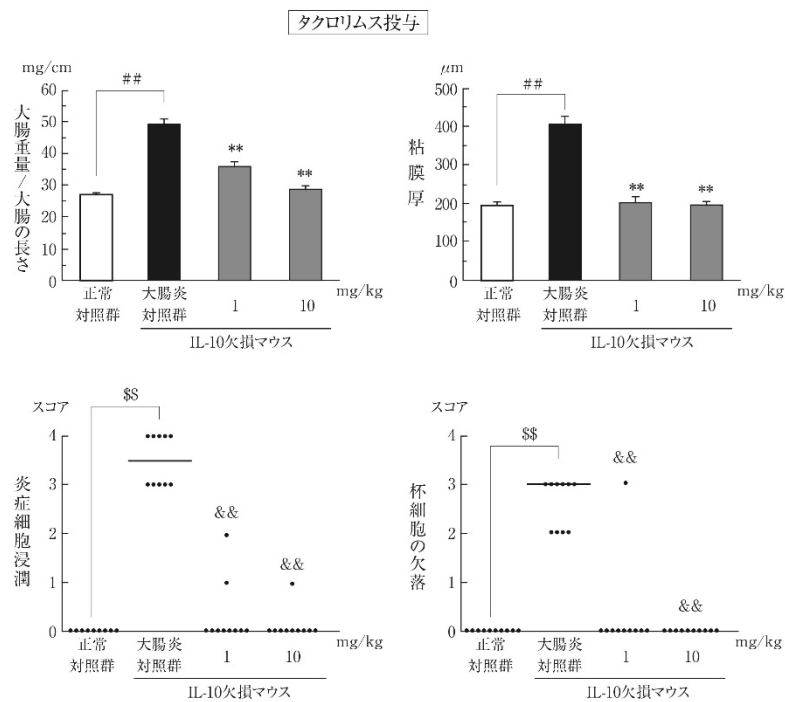 タクロリムス投与
mg/cm
##
60
50
40
30
20
10
0
**
**
大腸重量/大腸の長さ
正常
対照群
大腸炎
対照群
1
10
mg/kg
IL-10欠損マウス
μm
##
500
400
300
200
100
0
**
**
粘膜厚
正常
対照群
大腸炎
対照群
1
10
mg/kg
IL-10欠損マウス
スコア
$$
4
3
2
1
0
&&
&&
炎症細胞浸潤
正常
対照群
大腸炎
対照群
1
10
mg/kg
IL-10欠損マウス
スコア
$$
4
3
2
1
0
&&
&&
杯細胞の欠落
正常
対照群
大腸炎
対照群
1
10
mg/kg
IL-10欠損マウス